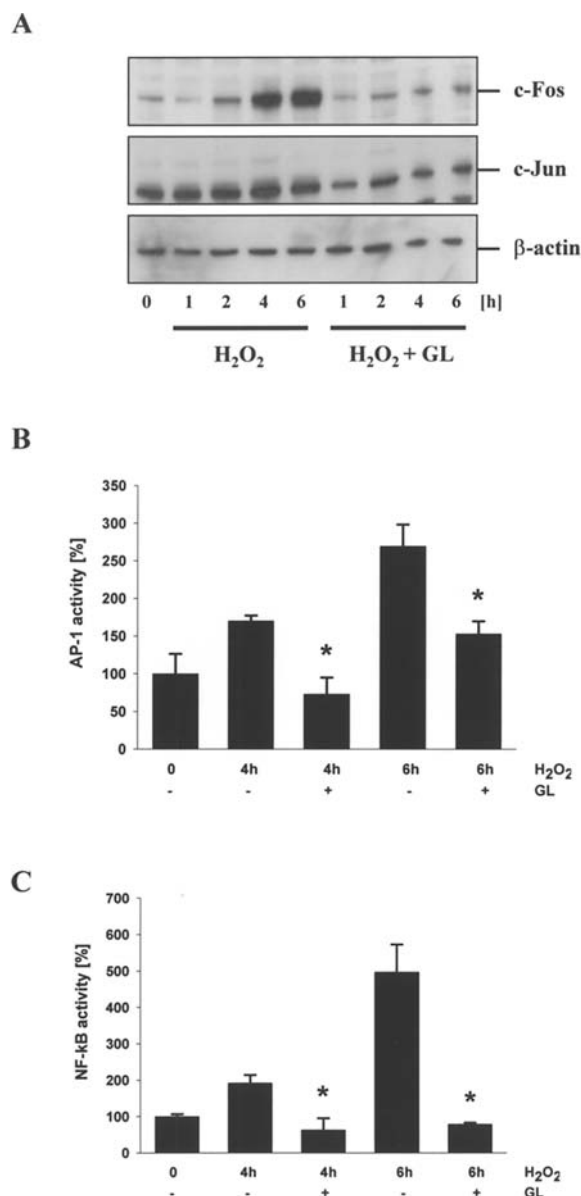 A
c-Fos
c-Jun
β-actin
0 1 2 4 6 1 2 4 6 [h]
H₂O₂ H₂O₂ + GL
B
AP-1 activity [%]
350
300
250
200
150
100
50
0
0 4h 4h 6h 6h H₂O₂
- - + - + GL
* *
C
NF-kB activity [%]
700
600
500
400
300
200
100
0
* *
0 4h 4h 6h 6h H₂O₂
- - + - + GL